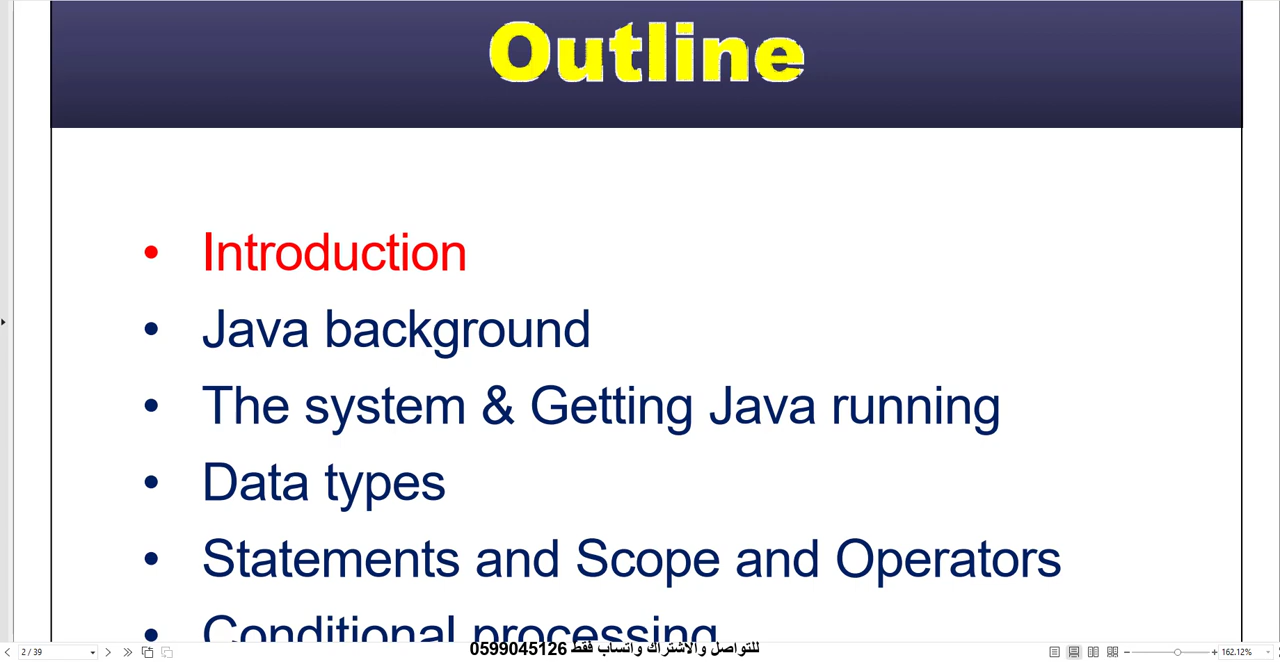 Outline
• Introduction
• Java background
• The system & Getting Java running
• Data types
• Statements and Scope and Operators
• Conditional processing
للتواصل والاشتراك واتساب فقط 0599045126
2 / 39
162.12%